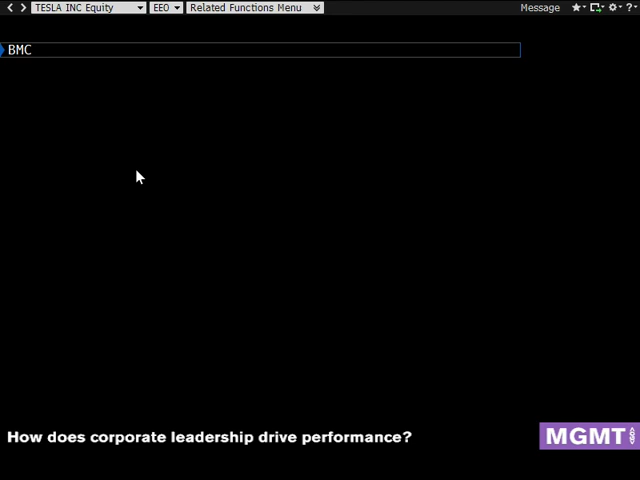 TESLA INC Equity EEO Related Functions Menu Message
BMC
How does corporate leadership drive performance?
MGMT